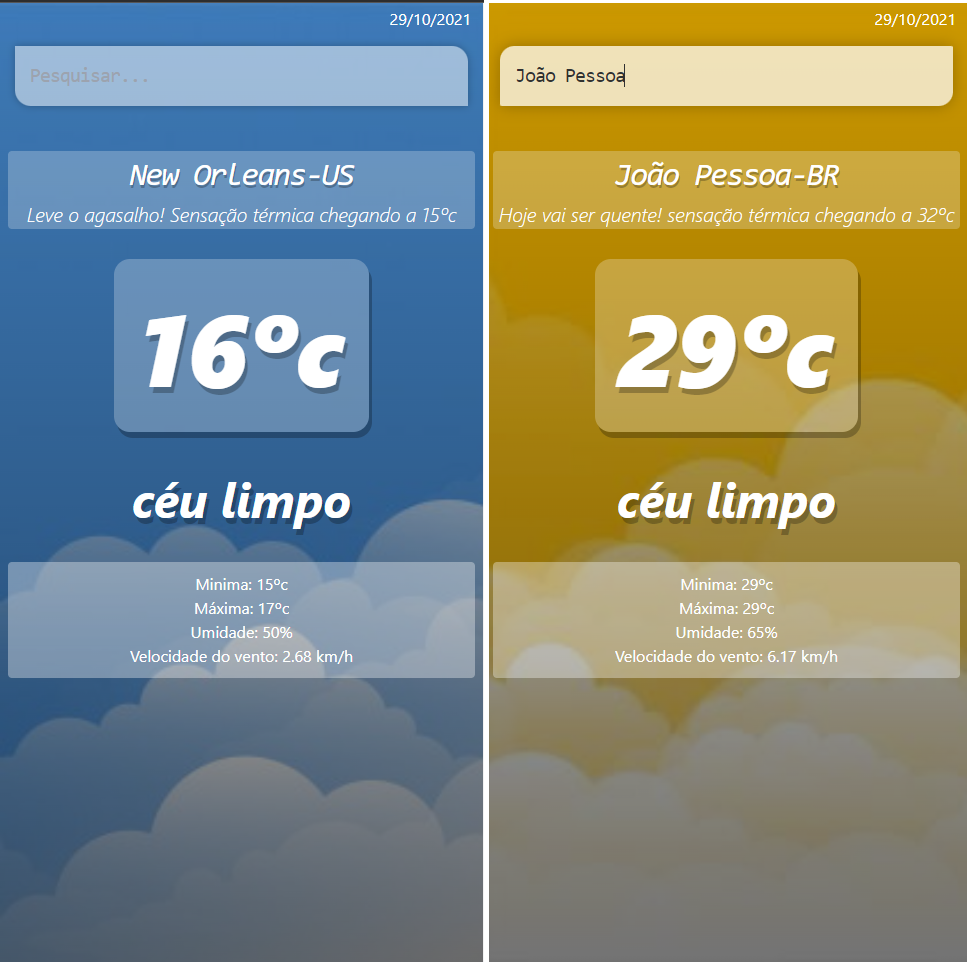 29/10/2021
Pesquisar...
New Orleans-US
Leve o agasalho! Sensação térmica chegando a 15ºc
16ºc
céu limpo
Minima: 15ºc
Máxima: 17ºc
Umidade: 50%
Velocidade do vento: 2.68 km/h
29/10/2021
João Pessoa
João Pessoa-BR
Hoje vai ser quente! sensação térmica chegando a 32ºc
29ºc
céu limpo
Minima: 29ºc
Máxima: 29ºc
Umidade: 65%
Velocidade do vento: 6.17 km/h